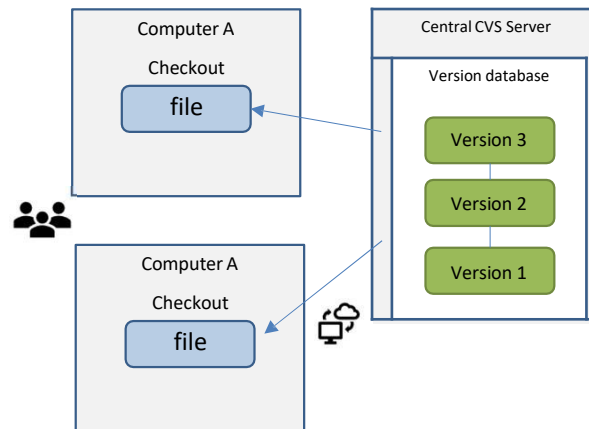 Computer A
Checkout
file
Central CVS Server
Version database
Version 3
Version 2
Version 1
Computer A
Checkout
file